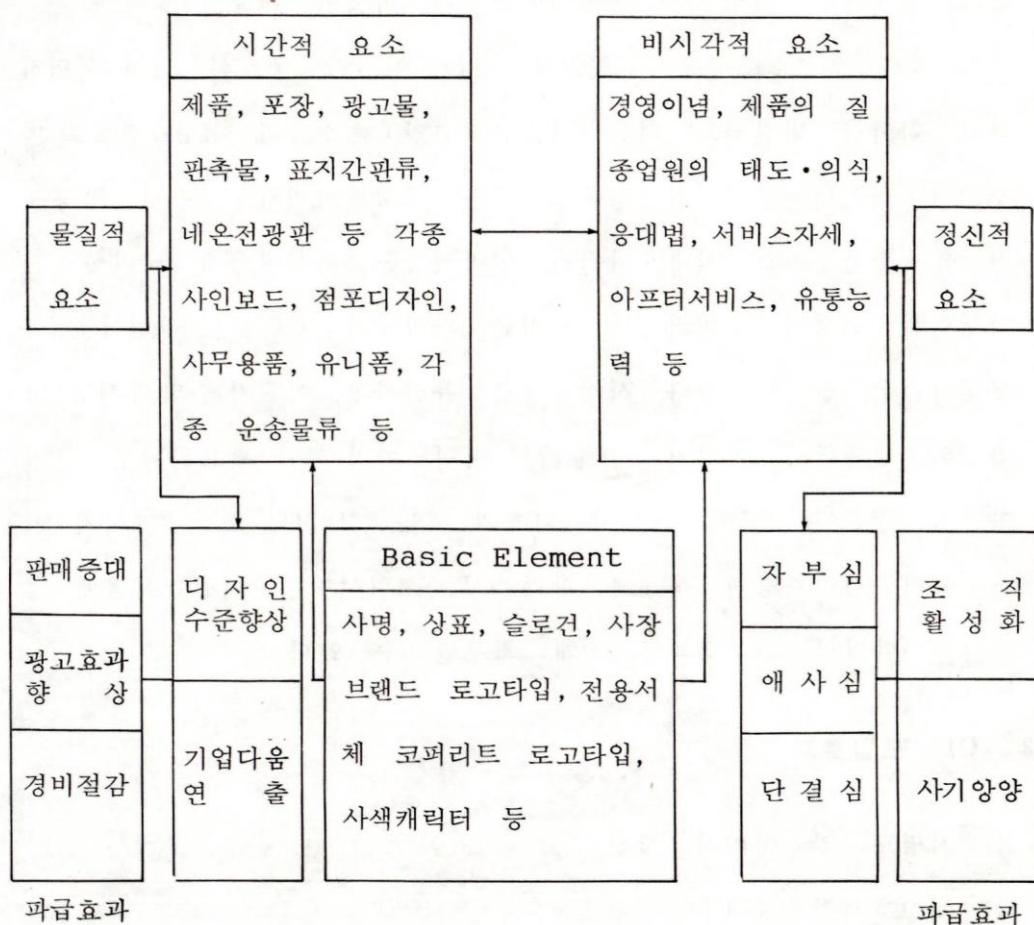 시간적 요소
제품, 포장, 광고물,
판촉물, 표지간판류,
네온전광판 등 각종
사인보드, 점포디자인,
사무용품, 유니폼, 각
종 운송물류 등
비시각적 요소
경영이념, 제품의 질
종업원의 태도·의식,
응대법, 서비스자세,
아프터서비스, 유통능
력 등
물질적
요소
정신적
요소
판매증대
광고효과
향 상
경비절감
디 자 인
수준향상
기업다움
연 출
Basic Element
사명, 상표, 슬로건, 사장
브랜드 로고타입, 전용서
체 코퍼리트 로고타입,
사색캐릭터 등
자 부 심
애 사 심
단 결 심
조 직
활 성 화
사기앙양
파급효과
파급효과